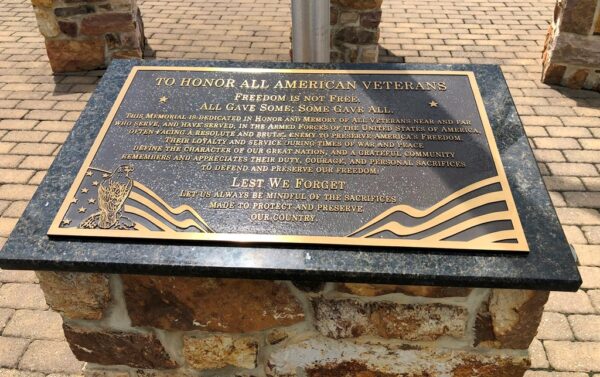 To Honor All American Veterans
Freedom is not Free.
All Gave Some; Some Gave All
This Memorial is dedicated in Honor and Memory of All Veterans near and far
who serve, and have served, in the Armed Forces of the United States of America,
often facing a resolute and brutal enemy to preserve America's Freedom.
Their loyalty and service during times of war and peace
define the character of our great nation, and a grateful community
remembers and appreciates their duty, courage, and personal sacrifices
to defend and preserve our freedom.
Lest We Forget
Let us always be mindful of the sacrifices
made to protect and preserve
our country.